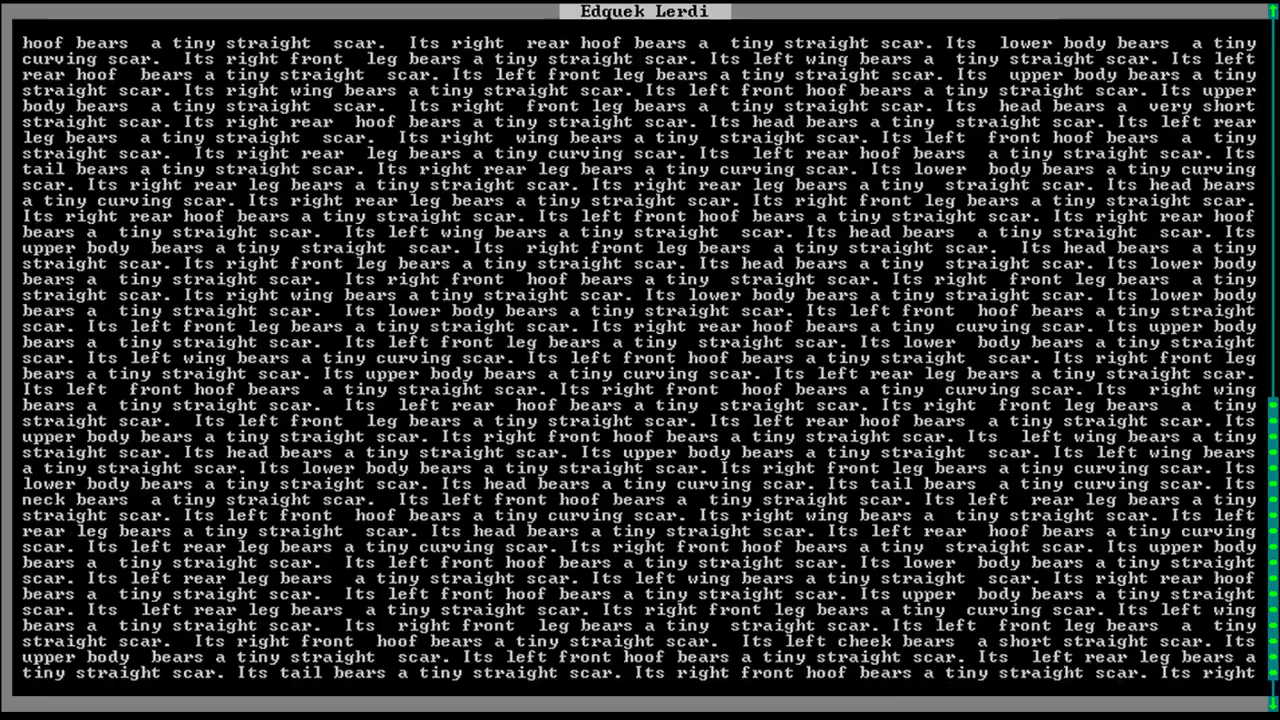 Edquek Lerdi
hoof bears a tiny straight scar. Its right rear hoof bears a tiny straight scar. Its lower body bears a tiny
curving scar. Its right front leg bears a tiny straight scar. Its left wing bears a tiny straight scar. Its left
rear hoof bears a tiny straight scar. Its left front leg bears a tiny straight scar. Its upper body bears a tiny
straight scar. Its right wing bears a tiny straight scar. Its left front hoof bears a tiny straight scar. Its upper
body bears a tiny straight scar. Its right front leg bears a tiny straight scar. Its head bears a very short
straight scar. Its right rear hoof bears a tiny straight scar. Its head bears a tiny straight scar. Its left rear
leg bears a tiny straight scar. Its right wing bears a tiny straight scar. Its left front hoof bears a tiny
straight scar. Its right rear leg bears a tiny curving scar. Its left rear hoof bears a tiny straight scar. Its
tail bears a tiny straight scar. Its right rear leg bears a tiny curving scar. Its lower body bears a tiny curving
scar. Its right rear leg bears a tiny straight scar. Its right rear leg bears a tiny straight scar. Its head bears
a tiny curving scar. Its right rear leg bears a tiny straight scar. Its right front leg bears a tiny straight scar.
Its right rear hoof bears a tiny straight scar. Its left front hoof bears a tiny straight scar. Its right rear hoof
bears a tiny straight scar. Its left wing bears a tiny straight scar. Its head bears a tiny straight scar. Its
upper body bears a tiny straight scar. Its right front leg bears a tiny straight scar. Its head bears a tiny
straight scar. Its right front leg bears a tiny straight scar. Its head bears a tiny straight scar. Its lower body
bears a tiny straight scar. Its right front hoof bears a tiny straight scar. Its right front leg bears a tiny
straight scar. Its right wing bears a tiny straight scar. Its lower body bears a tiny straight scar. Its lower body
bears a tiny straight scar. Its lower body bears a tiny straight scar. Its left front hoof bears a tiny straight
scar. Its left front leg bears a tiny straight scar. Its right rear hoof bears a tiny curving scar. Its upper body
bears a tiny straight scar. Its left front leg bears a tiny straight scar. Its lower body bears a tiny straight
scar. Its left wing bears a tiny curving scar. Its left front hoof bears a tiny straight scar. Its right front leg
bears a tiny straight scar. Its upper body bears a tiny curving scar. Its left rear leg bears a tiny straight scar.
Its left front hoof bears a tiny straight scar. Its right front hoof bears a tiny curving scar. Its right wing
bears a tiny straight scar. Its left rear hoof bears a tiny straight scar. Its right front leg bears a tiny
straight scar. Its left front leg bears a tiny straight scar. Its left rear hoof bears a tiny straight scar. Its
upper body bears a tiny straight scar. Its right front hoof bears a tiny straight scar. Its left wing bears a tiny
straight scar. Its head bears a tiny straight scar. Its upper body bears a tiny straight scar. Its left wing bears
a tiny straight scar. Its lower body bears a tiny straight scar. Its right front leg bears a tiny curving scar. Its
lower body bears a tiny straight scar. Its head bears a tiny curving scar. Its tail bears a tiny curving scar. Its
neck bears a tiny straight scar. Its left front hoof bears a tiny straight scar. Its left rear leg bears a tiny
straight scar. Its left front hoof bears a tiny curving scar. Its right wing bears a tiny straight scar. Its left
rear leg bears a tiny straight scar. Its head bears a tiny straight scar. Its left rear hoof bears a tiny curving
scar. Its left rear leg bears a tiny curving scar. Its right front hoof bears a tiny straight scar. Its upper body
bears a tiny straight scar. Its left front hoof bears a tiny straight scar. Its lower body bears a tiny straight
scar. Its left rear leg bears a tiny straight scar. Its left wing bears a tiny straight scar. Its right rear hoof
bears a tiny straight scar. Its left front hoof bears a tiny straight scar. Its upper body bears a tiny straight
scar. Its left rear leg bears a tiny straight scar. Its right front leg bears a tiny curving scar. Its left wing
bears a tiny straight scar. Its right front leg bears a tiny straight scar. Its left front leg bears a tiny
straight scar. Its right front hoof bears a tiny straight scar. Its left cheek bears a short straight scar. Its
upper body bears a tiny straight scar. Its left front hoof bears a tiny straight scar. Its left rear leg bears a
tiny straight scar. Its tail bears a tiny straight scar. Its right front hoof bears a tiny straight scar. Its right